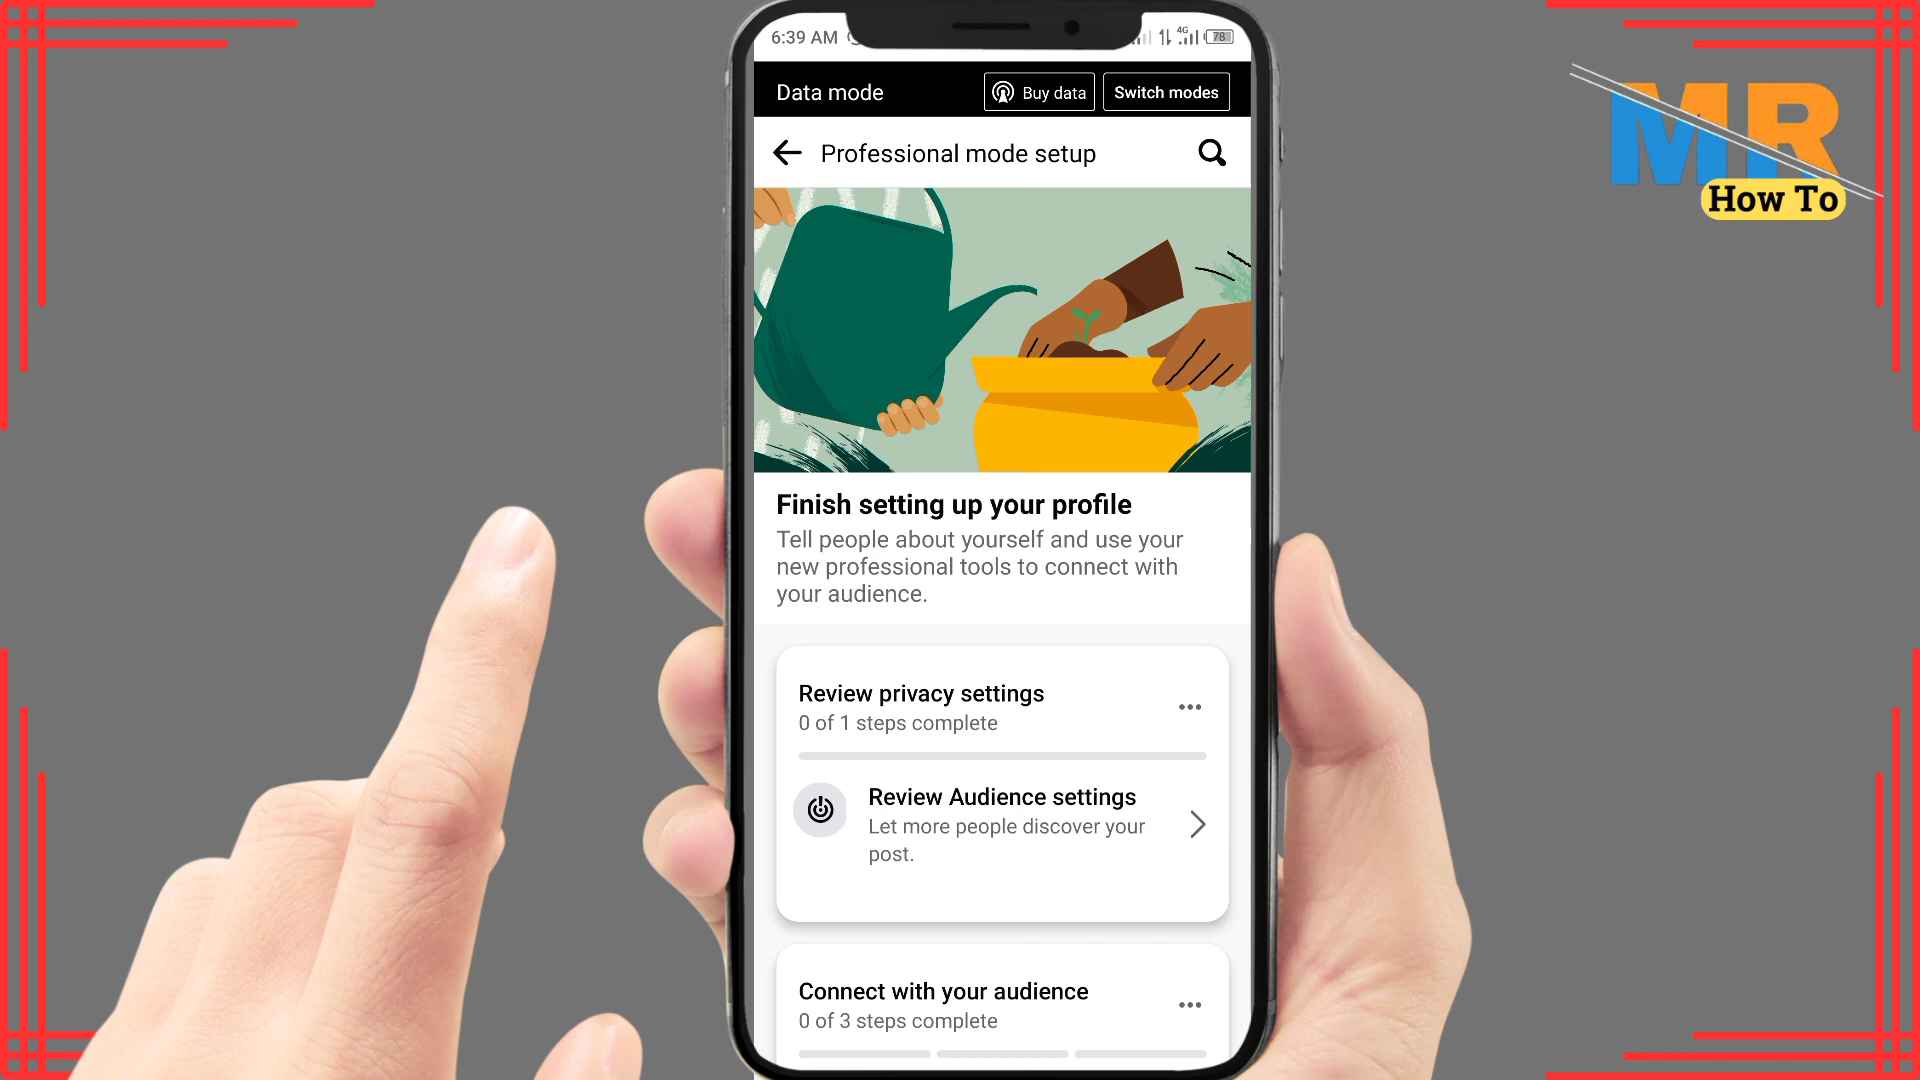 6:39 AM
4G
78
Data mode
Buy data
Switch modes
Professional mode setup
MR
How To
Finish setting up your profile
Tell people about yourself and use your
new professional tools to connect with
your audience.
Review privacy settings
0 of 1 steps complete
Review Audience settings
Let more people discover your
post.
Connect with your audience
0 of 3 steps complete